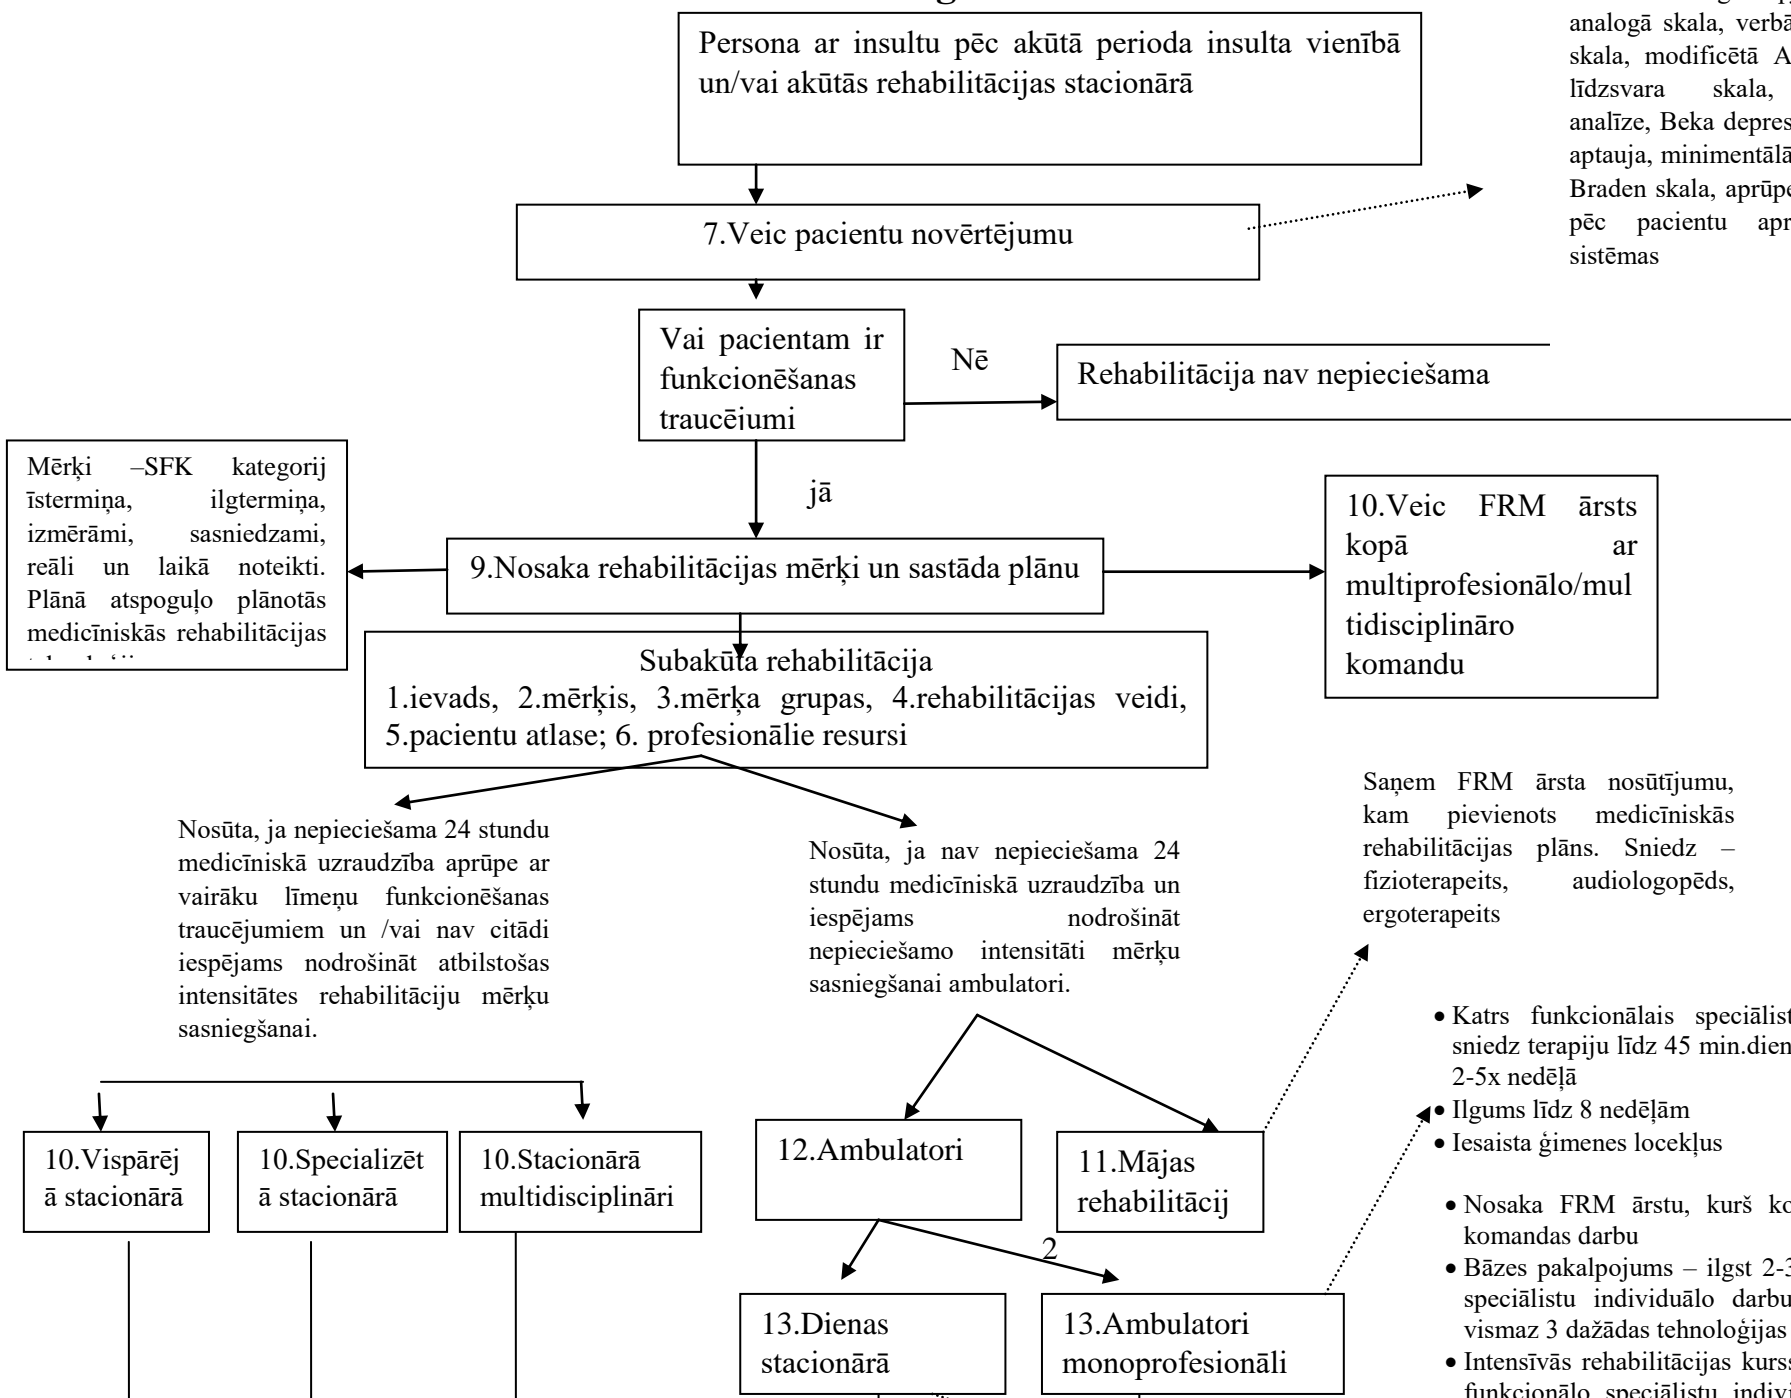 Persona ar insultu pēc akūtā perioda insulta vienībā
un/vai akūtās rehabilitācijas stacionārā
analogā skala, verbā
skala, modificētā A
līdzsvara skala,
analīze, Beka depres
aptauja, minimentālā
Braden skala, aprūpe
pēc pacientu apr
sistēmas
7.Veic pacientu novērtējumu
Vai pacientam ir
funkcionēšanas
traucējumi
Nē
Rehabilitācija nav nepieciešama
jā
Mērķi –SFK kategorij
īstermiņa, ilgtermiņa,
izmērāmi, sasniedzami,
reāli un laikā noteikti.
Plānā atspoguļo plānotās
medicīniskās rehabilitācijas
9.Nosaka rehabilitācijas mērķi un sastāda plānu
10.Veic FRM ārsts
kopā ar
multiprofesionālo/mul
tidisciplināro
komandu
Subakūta rehabilitācija
1.ievads, 2.mērķis, 3.mērķa grupas, 4.rehabilitācijas veidi,
5.pacientu atlase; 6. profesionālie resursi
Nosūta, ja nepieciešama 24 stundu
medicīniskā uzraudzība aprūpe ar
vairāku līmeņu funkcionēšanas
traucējumiem un /vai nav citādi
iespējams nodrošināt atbilstošas
intensitātes rehabilitāciju mērķu
sasniegšanai.
Nosūta, ja nav nepieciešama 24
stundu medicīniskā uzraudzība un
iespējams nodrošināt
nepieciešamo intensitāti mērķu
sasniegšanai ambulatori.
Saņem FRM ārsta nosūtījumu,
kam pievienots medicīniskās
rehabilitācijas plāns. Sniedz –
fizioterapeits, audiologopēds,
ergoterapeits
• Katrs funkcionālais speciālist
sniedz terapiju līdz 45 min.dien
2-5x nedēļā
• Ilgums līdz 8 nedēļām
• Iesaista ģimenes locekļus
10.Vispārēj
ā stacionārā
10.Specializēt
ā stacionārā
10.Stacionārā
multidisciplināri
12.Ambulatori
11.Mājas
rehabilitācij
• Nosaka FRM ārstu, kurš ko
komandas darbu
• Bāzes pakalpojums – ilgst 2-3
speciālistu individuālo darbu
vismaz 3 dažādas tehnoloģijas
• Intensīvās rehabilitācijas kurss
funkcionālo speciālistu indivi
2
13.Dienas
stacionārā
13.Ambulatori
monoprofesionāli